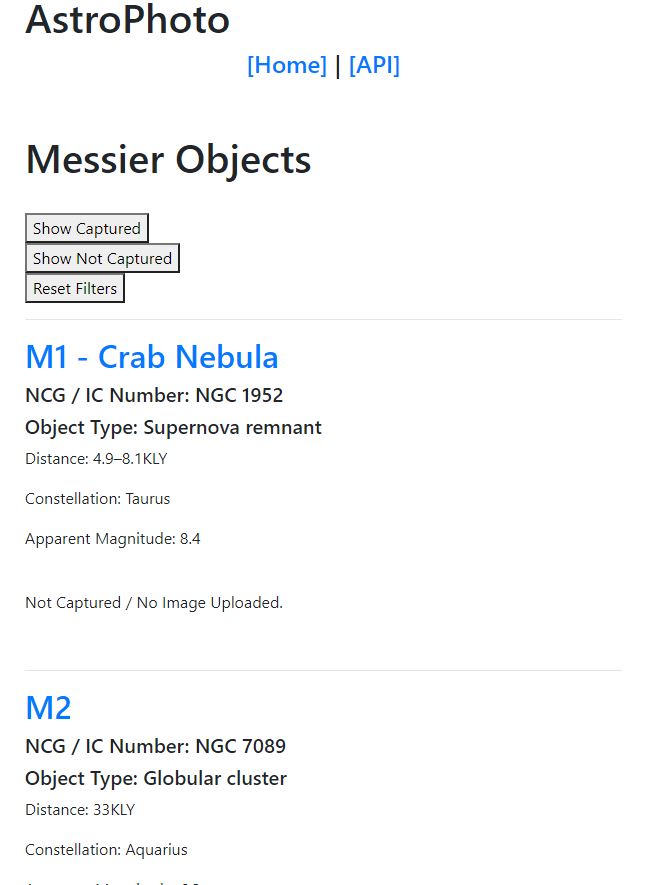 AstroPhoto
[Home] | [API]
Messier Objects
Show Captured
Show Not Captured
Reset Filters
M1 - Crab Nebula
NCG / IC Number: NGC 1952
Object Type: Supernova remnant
Distance: 4.9–8.1KLY
Constellation: Taurus
Apparent Magnitude: 8.4
Not Captured / No Image Uploaded.
M2
NCG / IC Number: NGC 7089
Object Type: Globular cluster
Distance: 33KLY
Constellation: Aquarius